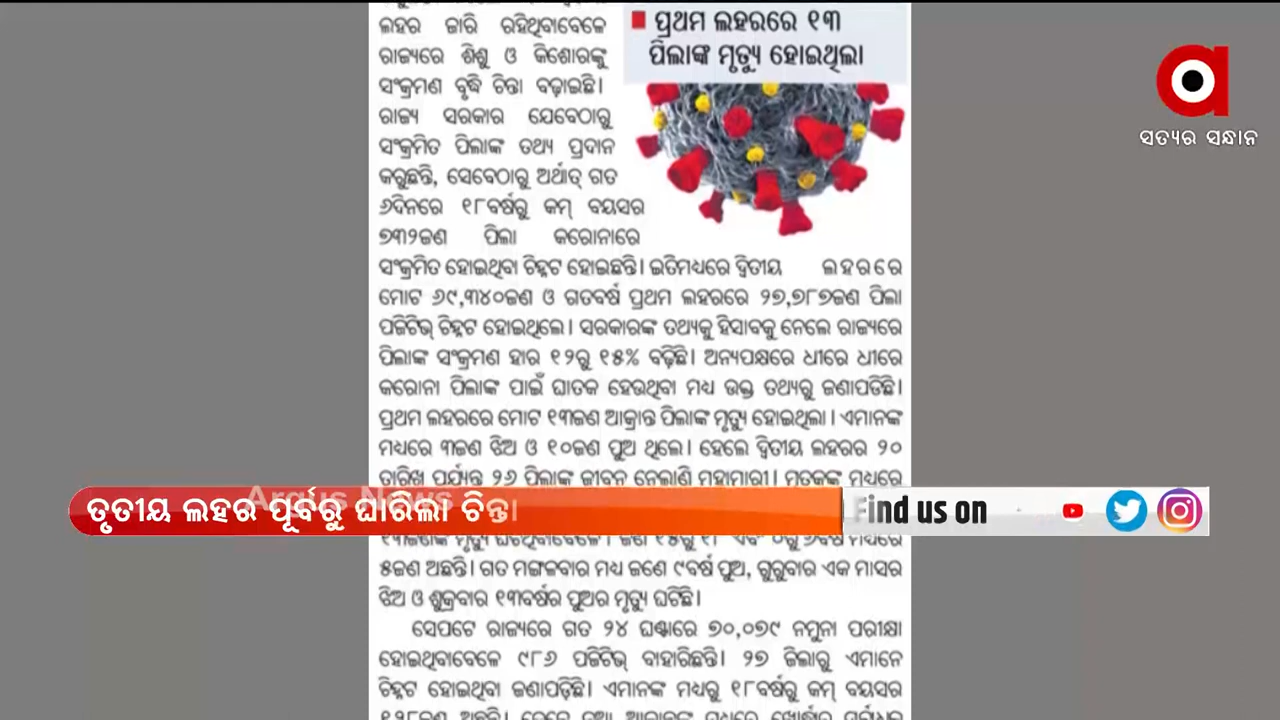 ଲହର ଜାରି ରହିଥିବାବେଳେ
ରାଜ୍ୟରେ ଶିଶୁ ଓ କିଶୋରଙ୍କୁ
ସଂକ୍ରମଣ ବୃଦ୍ଧି ଚିନ୍ତା ବଢ଼ାଇଛି।
ରାଜ୍ୟ ସରକାର ଯେବେଠାରୁ
ସଂକ୍ରମିତ ପିଲାଙ୍କ ତଥ୍ୟ ପ୍ରଦାନ
କରୁଛନ୍ତି, ସେବେଠାରୁ ଅର୍ଥାତ୍ ଗତ
୬ଦିନରେ ୧୮ବର୍ଷରୁ କମ୍ ବୟସର
୭୩୨ଜଣ ପିଲା କରୋନାରେ
ସଂକ୍ରମିତ ହୋଇଥିବା ଚିହ୍ନଟ ହୋଇଛନ୍ତି। ଇତିମଧ୍ୟରେ ଦ୍ୱିତୀୟ ଲହରରେ
ମୋଟ ୬୯,୩୪୦ଜଣ ଓ ଗତବର୍ଷ ପ୍ରଥମ ଲହରରେ ୨୭,୭୮୭ଜଣ ପିଲା
ପଜିଟିଭ୍ ଚିହ୍ନଟ ହୋଇଥିଲେ। ସରକାରଙ୍କ ତଥ୍ୟକୁ ହିସାବକୁ ନେଲେ ରାଜ୍ୟରେ
ପିଲାଙ୍କ ସଂକ୍ରମଣ ହାର ୧୨ରୁ ୧୫% ବଢ଼ିଛି। ଅନ୍ୟପକ୍ଷରେ ଧୀରେ ଧୀରେ
କରୋନା ପିଲାଙ୍କ ପାଇଁ ଘାତକ ହେଉଥିବା ମଧ୍ୟ ଉକ୍ତ ତଥ୍ୟରୁ ଜଣାପଡିଛି।
ପ୍ରଥମ ଲହରରେ ମୋଟ ୧୩ଜଣ ଆକ୍ରାନ୍ତ ପିଲାଙ୍କ ମୃତ୍ୟୁ ହୋଇଥିଲା। ଏମାନଙ୍କ
ମଧ୍ୟରେ ୩ଜଣ ଝିଅ ଓ ୧୦ଜଣ ପୁଅ ଥିଲେ। ହେଲେ ଦ୍ୱିତୀୟ ଲହରର ୨୦
ତାରିଖ ପର୍ଯ୍ୟନ୍ତ ୨୬ ପିଲାଙ୍କ ଜୀବନ ନେଲାଣି ମହାମାରୀ। ମୃତକଙ୍କ ମଧ୍ୟରେ
୫ଜଣ ଅଛନ୍ତି। ଗତ ମଙ୍ଗଳବାର ମଧ୍ୟ ଜଣେ ୯ବର୍ଷ ପୁଅ, ଗୁରୁବାର ଏକ ମାସର
ଝିଅ ଓ ଶୁକ୍ରବାର ୧୩ବର୍ଷର ପୁଅର ମୃତ୍ୟୁ ଘଟିଛି।
ସେପଟେ ରାଜ୍ୟରେ ଗତ ୨୪ ଘଣ୍ଟାରେ ୭୦,୦୭୯ ନମୁନା ପରୀକ୍ଷା
ହୋଇଥିବାବେଳେ ୯୮୬ ପଜିଟିଭ୍ ବାହାରିଛନ୍ତି। ୨୭ ଜିଲାରୁ ଏମାନେ
ଚିହ୍ନଟ ହୋଇଥିବା ଜଣାପଡ଼ିଛି। ଏମାନଙ୍କ ମଧ୍ୟରୁ ୧୮ବର୍ଷରୁ କମ୍ ବୟସର
ପ୍ରଥମ ଲହରରେ ୧୩
ପିଲାଙ୍କ ମୃତ୍ୟୁ ହୋଇଥିଲା
ସତ୍ୟର ସନ୍ଧାନ
Argus News
ତୃତୀୟ ଲହର ପୂର୍ବରୁ ଘାରିଲା ଚିନ୍ତା
Find us on